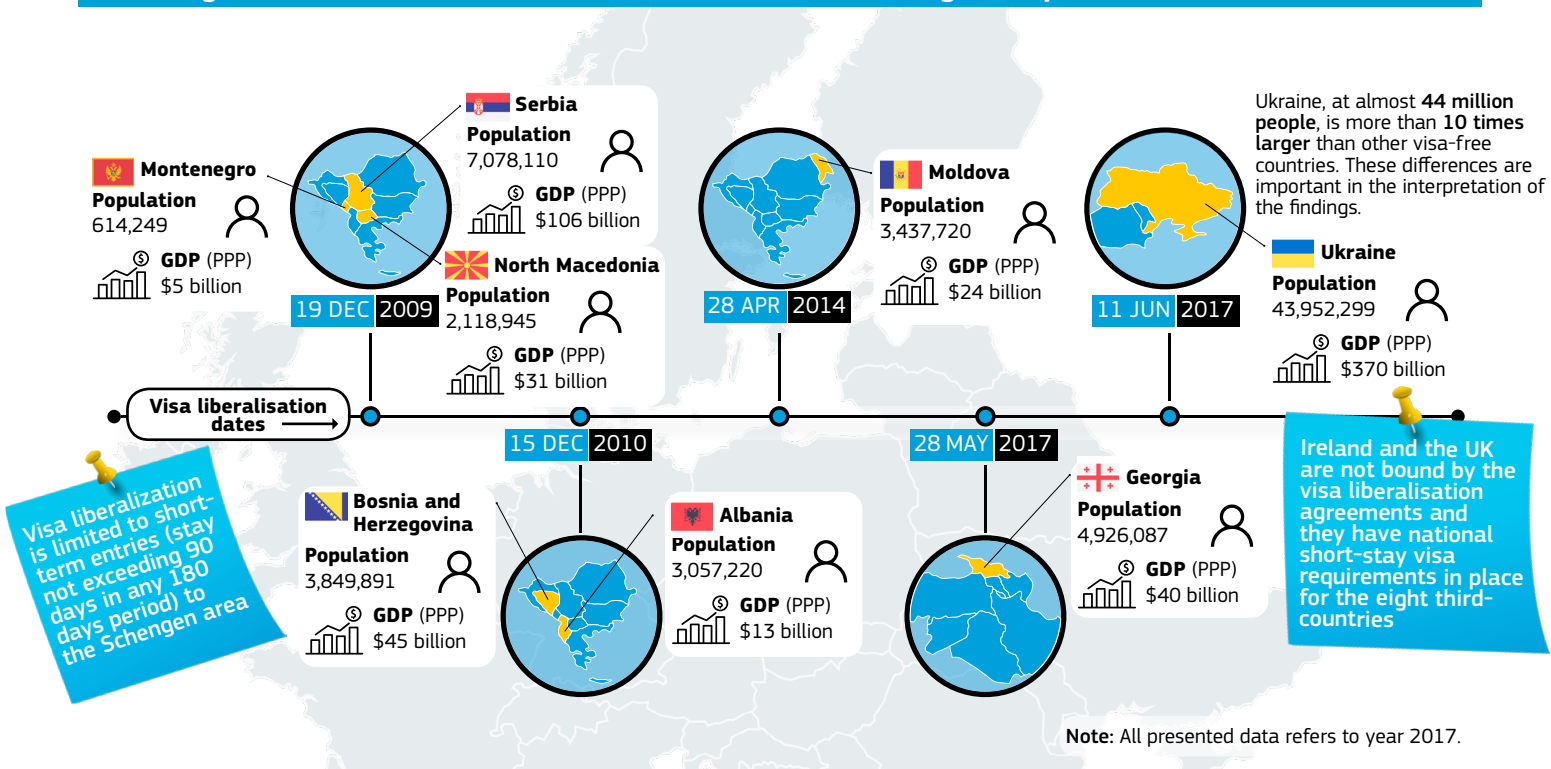 Montenegro
Population
614,249
GDP (PPP)
$5 billion
Serbia
Population
7,078,110
GDP (PPP)
$106 billion
North Macedonia
Population
2,118,945
GDP (PPP)
$31 billion
19 DEC 2009
Moldova
Population
3,437,720
GDP (PPP)
$24 billion
28 APR 2014
Ukraine, at almost 44 million
people, is more than 10 times
larger than other visa-free
countries. These differences are
important in the interpretation of
the findings.
Ukraine
Population
43,952,299
GDP (PPP)
$370 billion
11 JUN 2017
Visa liberalisation
dates
15 DEC 2010
28 MAY 2017
Visa liberalization
is limited to short-
term entries (stay
not exceeding 90
days in any 180
days period) to
the Schengen area
Bosnia and
Herzegovina
Population
3,849,891
GDP (PPP)
$45 billion
Albania
Population
3,057,220
GDP (PPP)
$13 billion
Georgia
Population
4,926,087
GDP (PPP)
$40 billion
Ireland and the UK
are not bound by the
visa liberalisation
agreements and
they have national
short-stay visa
requirements in place
for the eight third-
countries
Note: All presented data refers to year 2017.